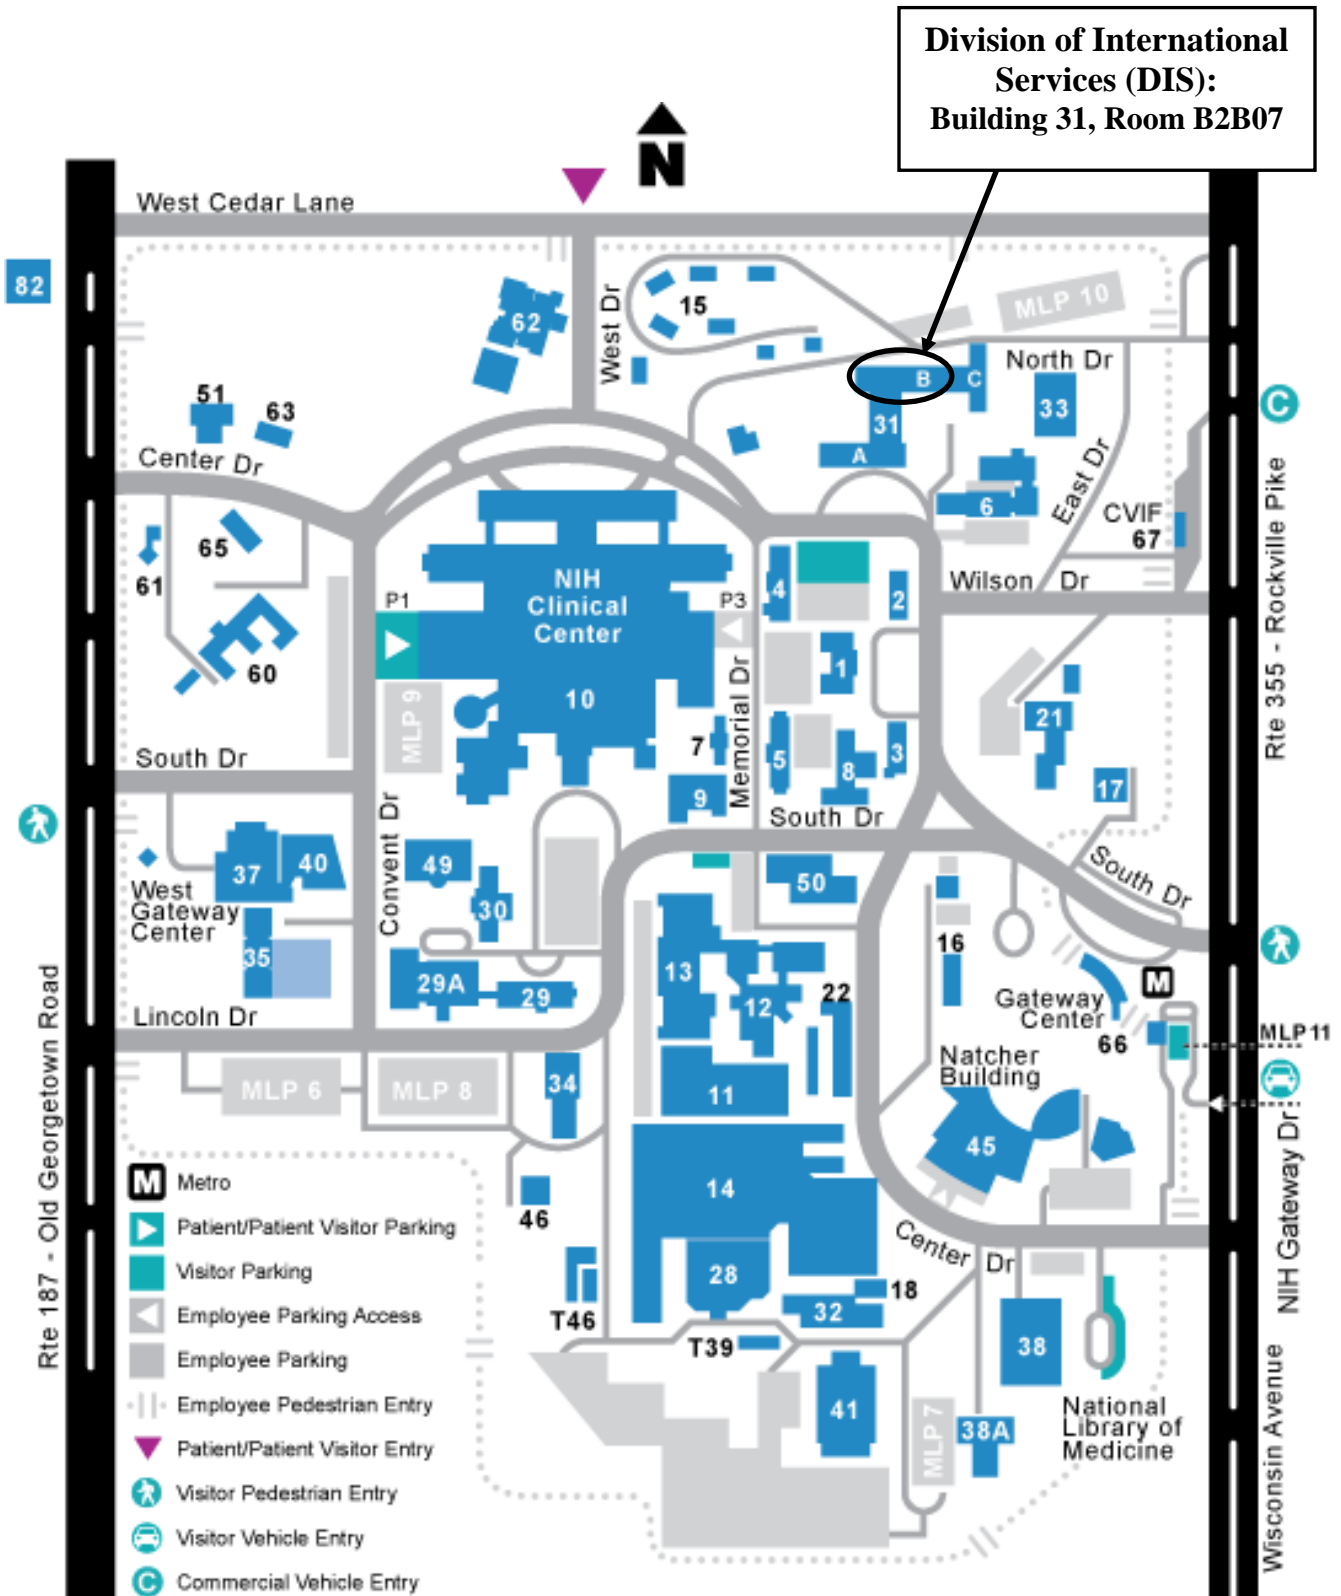 Division of International
Services (DIS):
Building 31, Room B2B07
N
West Cedar Lane
82
62
West Dr
15
MLP 10
North Dr
B
C
33
31
A
51
63
Center Dr
C
East Dr
6
CVIF
67
Rte 355 - Rockville Pike
65
61
NIH
Clinical
Center
P1
P3
4
2
Wilson Dr
60
1
10
MLP 9
Memorial Dr
7
5
8
3
21
South Dr
9
17
South Dr
Convent Dr
49
50
South Dr
37
40
West
Gateway
Center
30
16
35
13
12
22
29A
29
M
Gateway
Center
66
MLP 11
Lincoln Dr
Natcher
Building
MLP 6
MLP 8
34
11
45
Rte 187 - Old Georgetown Road
NIH Gateway Dr
M Metro
Patient/Patient Visitor Parking
Visitor Parking
Employee Parking Access
Employee Parking
Employee Pedestrian Entry
Patient/Patient Visitor Entry
Visitor Pedestrian Entry
Visitor Vehicle Entry
C Commercial Vehicle Entry
46
14
Center Dr
28
18
T46
32
T39
38
41
MLP 7
38A
National
Library of
Medicine
Wisconsin Avenue